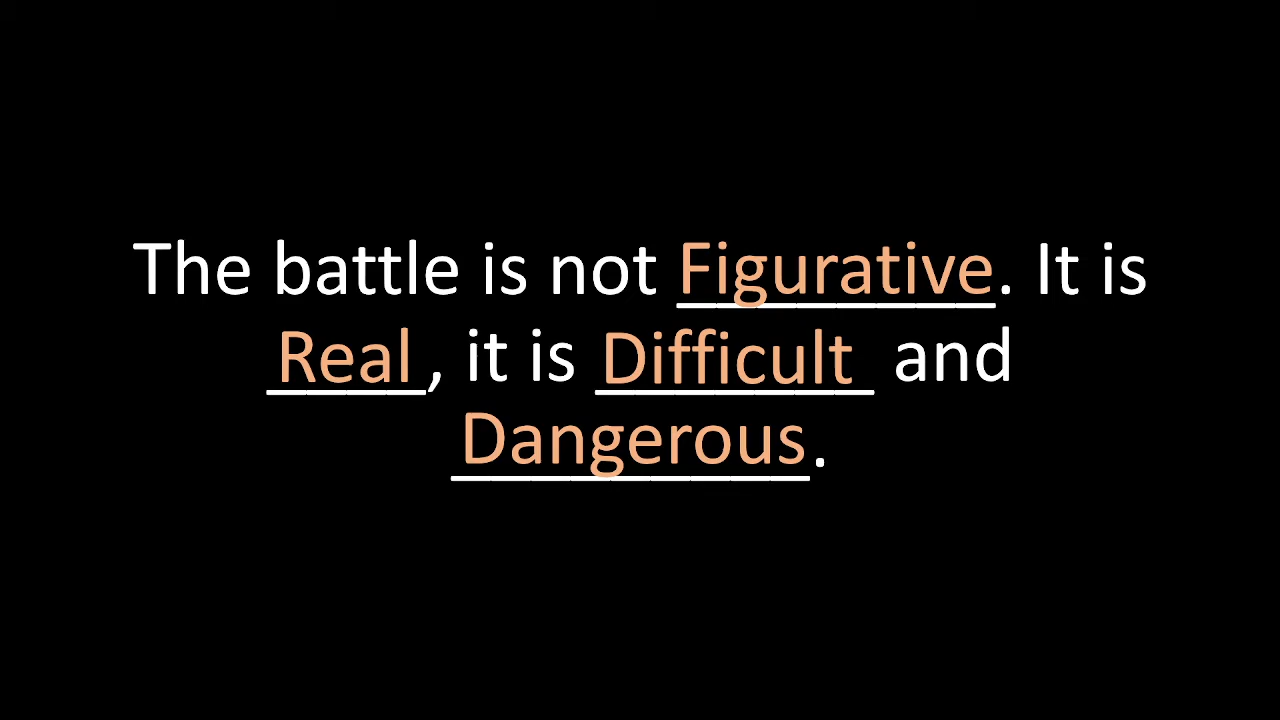 The battle is not Figurative. It is
Real, it is Difficult and
Dangerous.